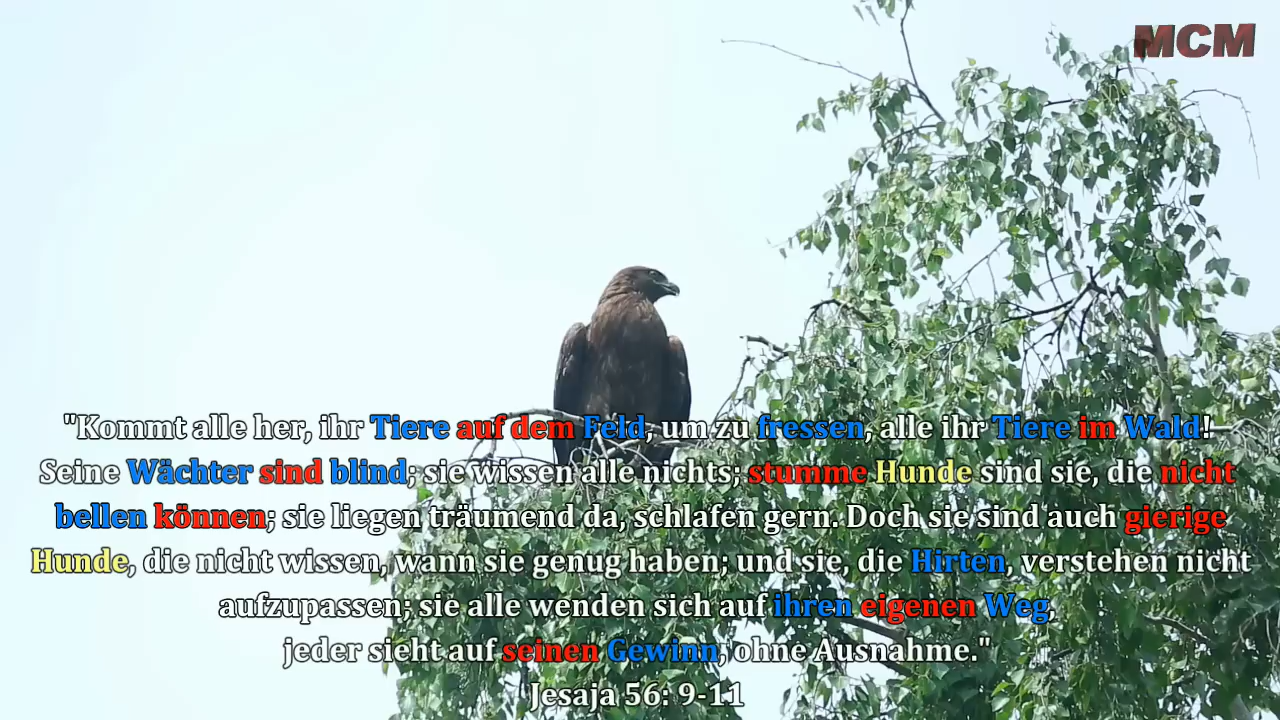 MCM
"Kommt alle her, ihr Tiere auf dem Feld, um zu fressen, alle ihr Tiere im Wald!
Seine Wächter sind blind; sie wissen alle nichts; stumme Hunde sind sie, die nicht
bellen können; sie liegen träumend da, schlafen gern. Doch sie sind auch gierige
Hunde, die nicht wissen, wann sie genug haben; und sie, die Hirten, verstehen nicht
aufzupassen; sie alle wenden sich auf ihren eigenen Weg,
jeder sieht auf seinen Gewinn, ohne Ausnahme."
Jesaja 56: 9-11